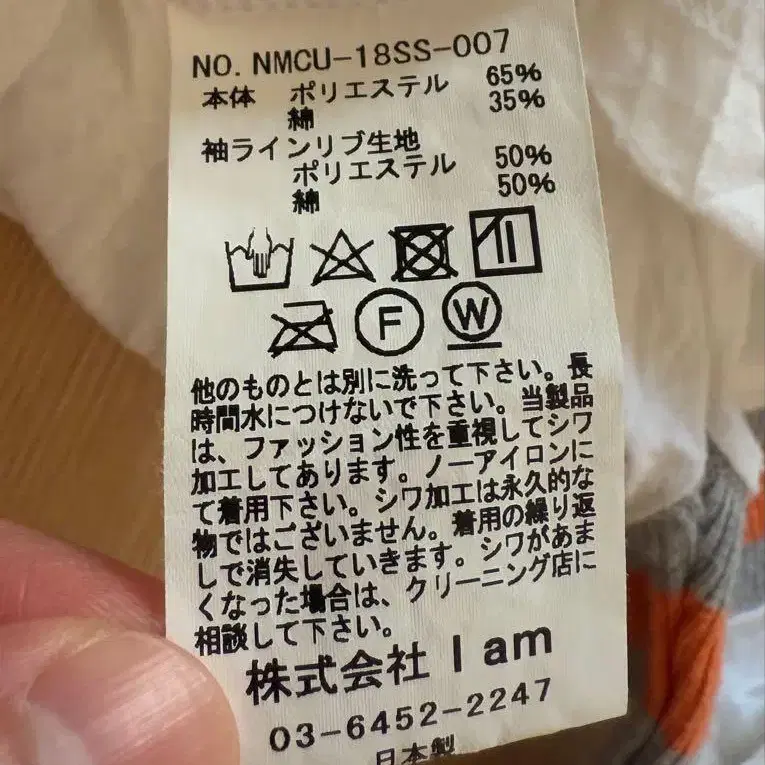 NO. NMCU-18SS-007
本体 ポリエステル 65%
綿 35%
袖ラインリブ生地
ポリエステル 50%
綿 50%
F W
他のものとは別に洗って下さい。長
時間水につけないで下さい。当製品
は、ファッション性を重視してシワ
加工してあります。ノーアイロンに
て着用下さい。シワ加工は永久的な
物ではございません。着用の繰り返
しで消失していきます。シワがあま
くなった場合は、クリーニング店に
相談して下さい。
株式会社 I am
03-6452-2247
日本製